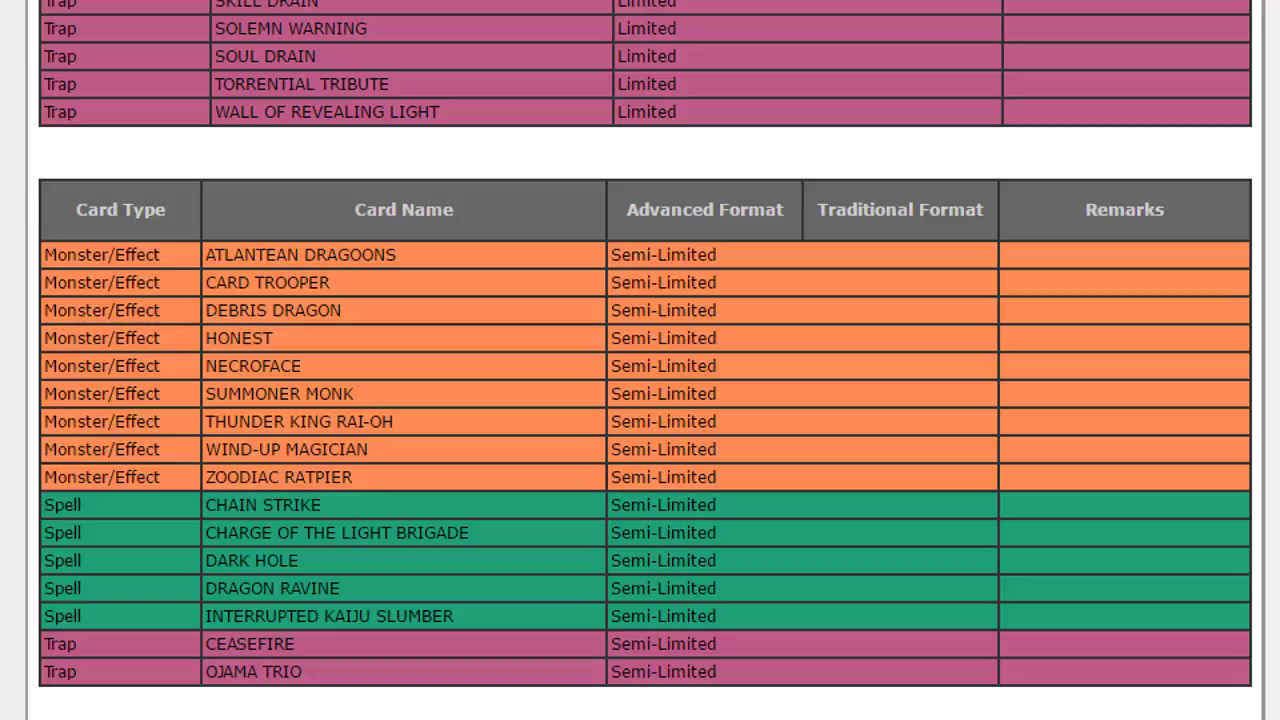 Trap SKILL DRAIN Limited
Trap SOLEMN WARNING Limited
Trap SOUL DRAIN Limited
Trap TORRENTIAL TRIBUTE Limited
Trap WALL OF REVEALING LIGHT Limited
Card Type Card Name Advanced Format Traditional Format Remarks
Monster/Effect ATLANTEAN DRAGOONS Semi-Limited
Monster/Effect CARD TROOPER Semi-Limited
Monster/Effect DEBRIS DRAGON Semi-Limited
Monster/Effect HONEST Semi-Limited
Monster/Effect NECROFACE Semi-Limited
Monster/Effect SUMMONER MONK Semi-Limited
Monster/Effect THUNDER KING RAI-OH Semi-Limited
Monster/Effect WIND-UP MAGICIAN Semi-Limited
Monster/Effect ZOODIAC RATPIER Semi-Limited
Spell CHAIN STRIKE Semi-Limited
Spell CHARGE OF THE LIGHT BRIGADE Semi-Limited
Spell DARK HOLE Semi-Limited
Spell DRAGON RAVINE Semi-Limited
Spell INTERRUPTED KAIJU SLUMBER Semi-Limited
Trap CEASEFIRE Semi-Limited
Trap OJAMA TRIO Semi-Limited